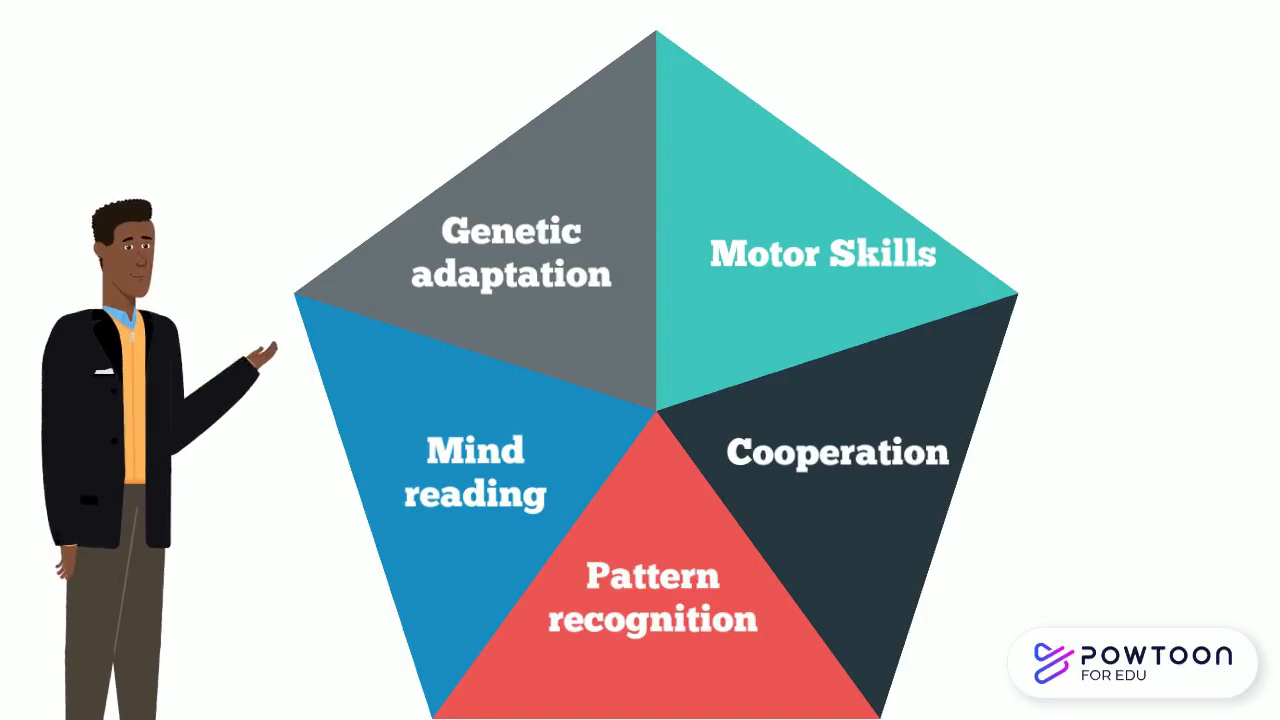 Genetic
adaptation
Motor Skills
Mind
reading
Cooperation
Pattern
recognition
POWTOON
FOR EDU